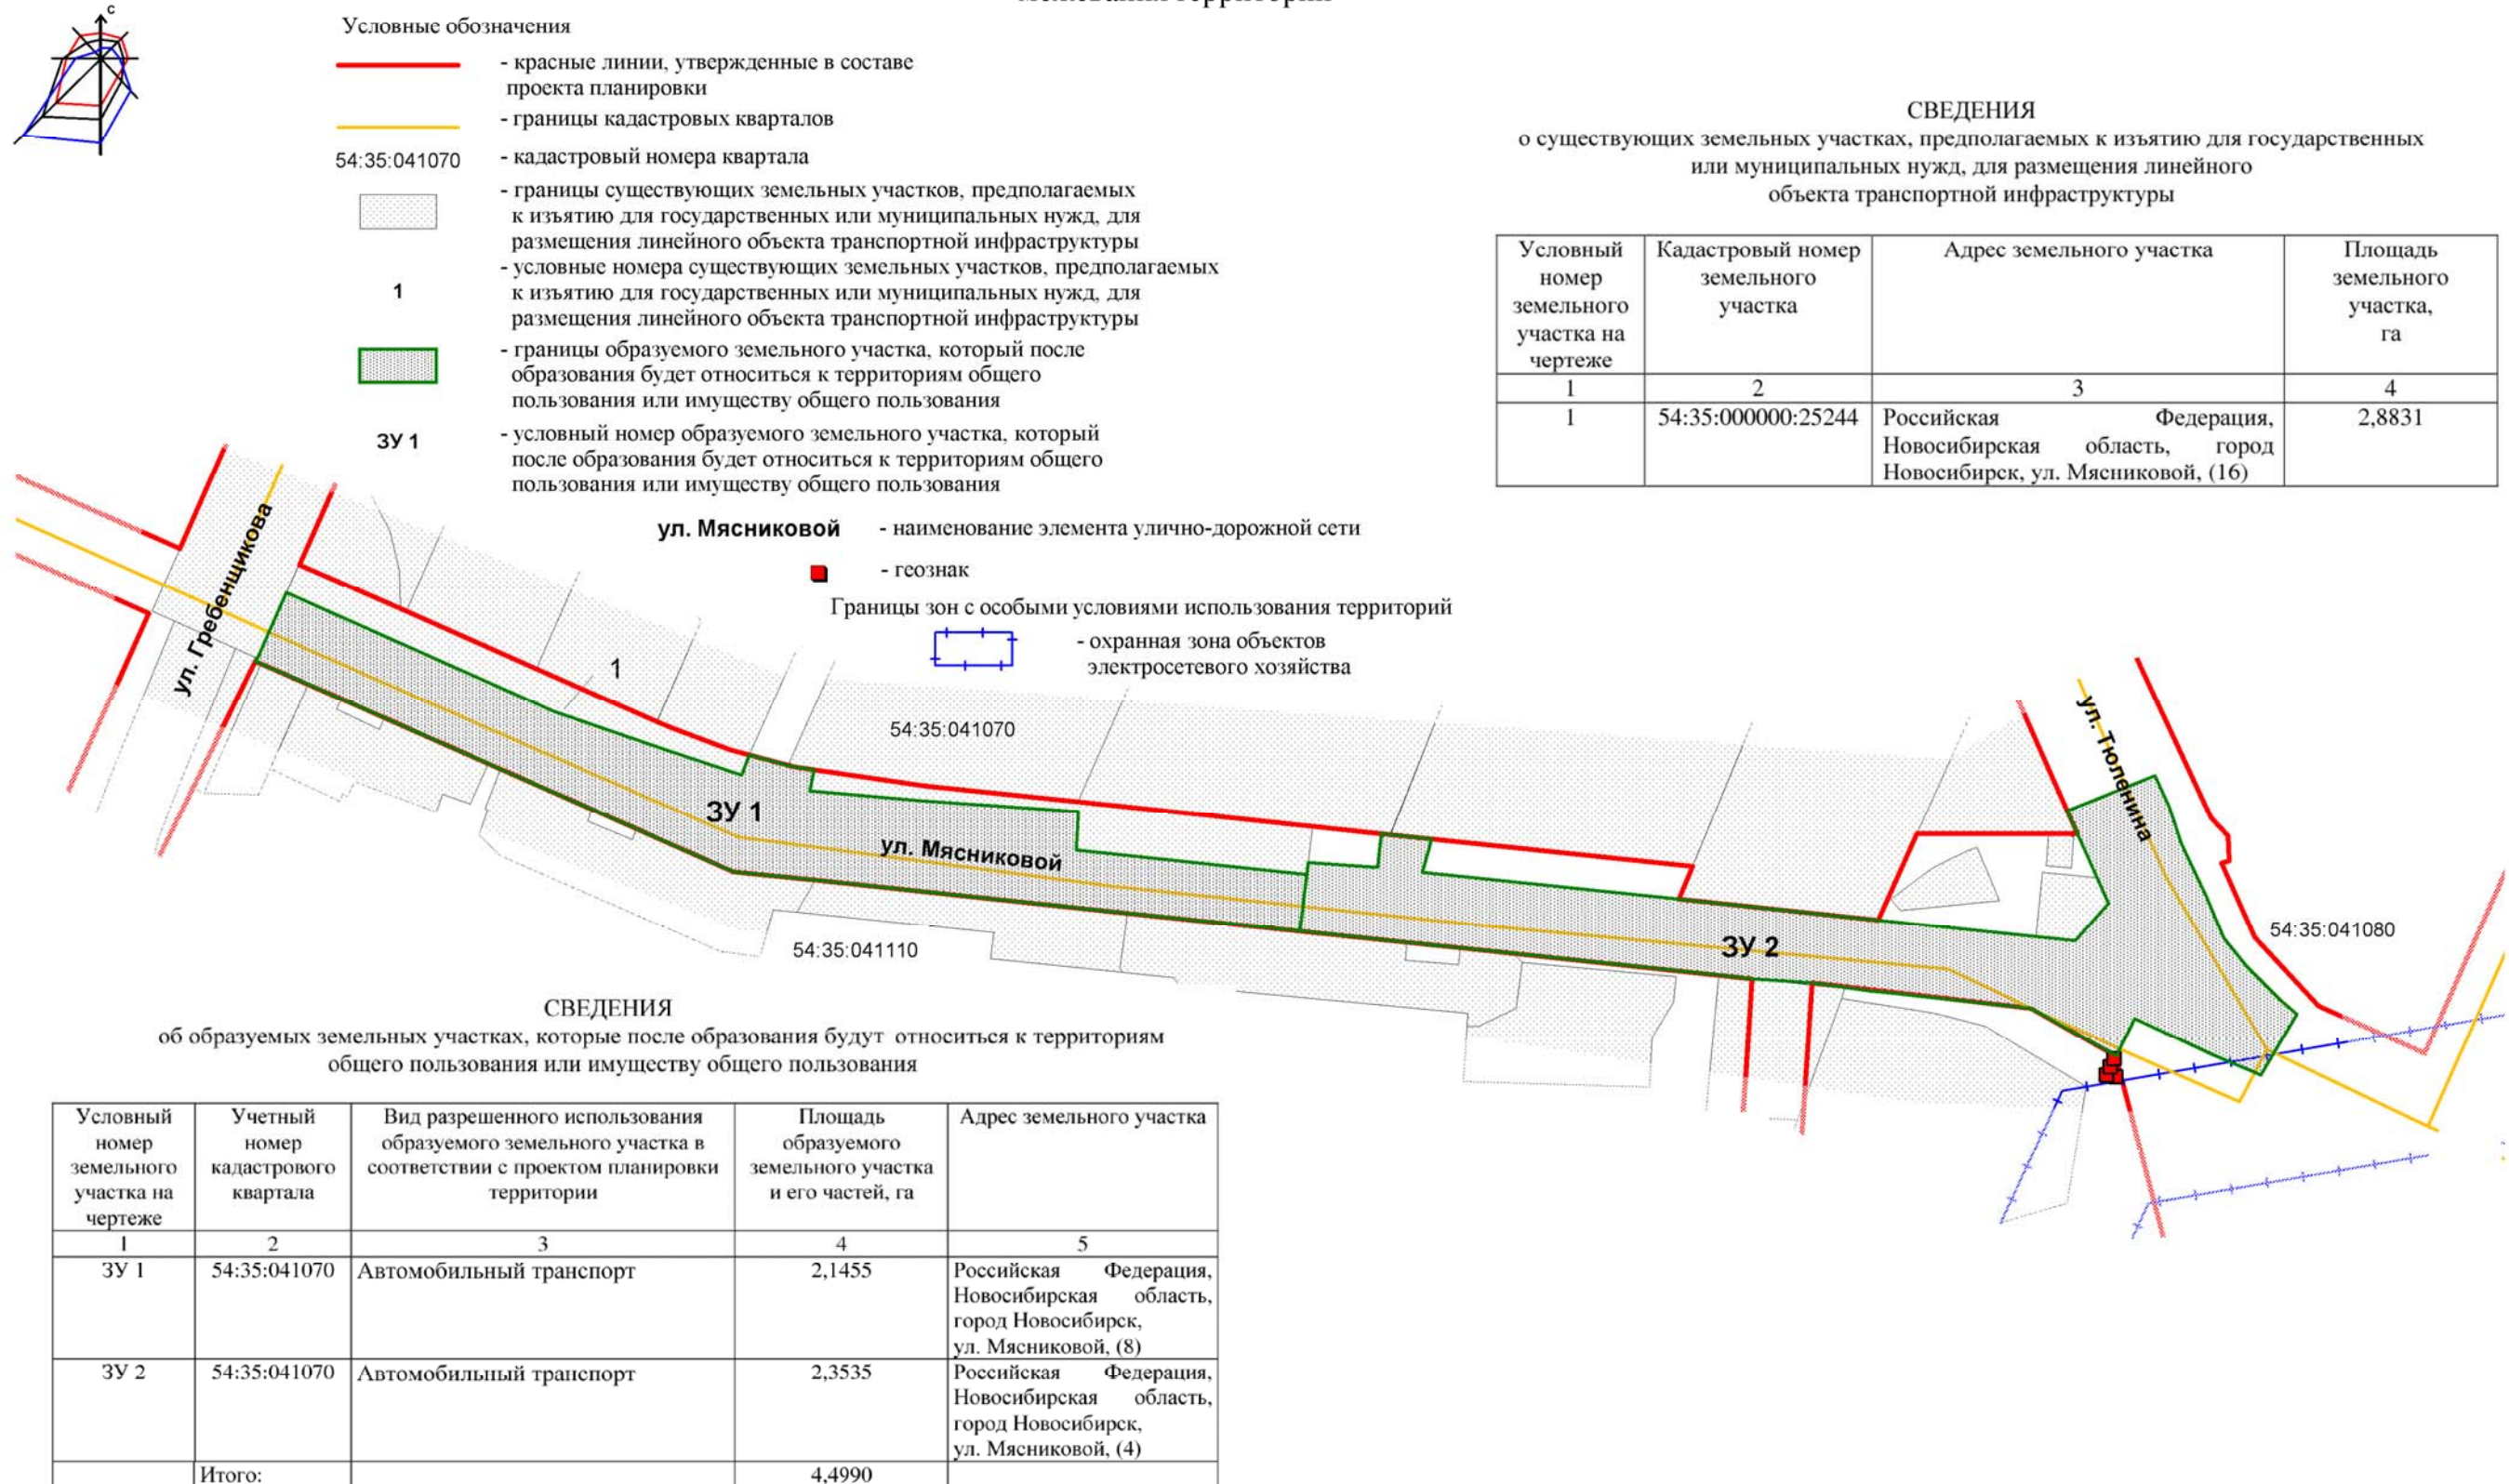 межевания территории
С
Условные обозначения
- красные линии, утвержденные в составе
проекта планировки
- границы кадастровых кварталов
54:35:041070 - кадастровый номера квартала
- границы существующих земельных участков, предполагаемых
к изъятию для государственных или муниципальных нужд, для
размещения линейного объекта транспортной инфраструктуры
1
- условные номера существующих земельных участков, предполагаемых
к изъятию для государственных или муниципальных нужд, для
размещения линейного объекта транспортной инфраструктуры
- границы образуемого земельного участка, который после
образования будет относиться к территориям общего
пользования или имуществу общего пользования
ЗУ 1
- условный номер образуемого земельного участка, который
после образования будет относиться к территориям общего
пользования или имуществу общего пользования
ул. Мясниковой - наименование элемента улично-дорожной сети
- геознак
Границы зон с особыми условиями использования территорий
- охранная зона объектов
электросетевого хозяйства
СВЕДЕНИЯ
о существующих земельных участках, предполагаемых к изъятию для государственных
или муниципальных нужд, для размещения линейного
объекта транспортной инфраструктуры
Условный
номер
земельного
участка на
чертеже
Кадастровый номер
земельного
участка
Адрес земельного участка
Площадь
земельного
участка,
га
1 2 3 4
1
54:35:000000:25244
Российская Федерация,
Новосибирская область, город
Новосибирск, ул. Мясниковой, (16)
2,8831
ул. Гребенщикова
1
54:35:041070
ЗУ 1
ул. Мясниковой
54:35:041110
ЗУ 2
ул. Тюленина
54:35:041080
СВЕДЕНИЯ
об образуемых земельных участках, которые после образования будут относиться к территориям
общего пользования или имуществу общего пользования
Условный
номер
земельного
участка на
чертеже
Учетный
номер
кадастрового
квартала
Вид разрешенного использования
образуемого земельного участка в
соответствии с проектом планировки
территории
Площадь
образуемого
земельного участка
и его частей, га
Адрес земельного участка
1 2 3 4 5
ЗУ 1
54:35:041070
Автомобильный транспорт
2,1455
Российская Федерация,
Новосибирская область,
город Новосибирск,
ул. Мясниковой, (8)
ЗУ 2
54:35:041070
Автомобильный транспорт
2,3535
Российская Федерация,
Новосибирская область,
город Новосибирск,
ул. Мясниковой, (4)
Итого: 4,4990